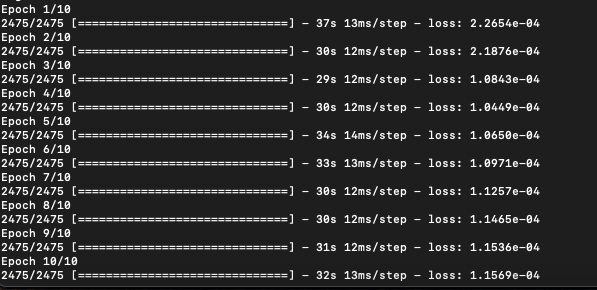 Epoch 1/10
2475/2475 [==============================] - 37s 13ms/step - loss: 2.2654e-04
Epoch 2/10
2475/2475 [==============================] - 30s 12ms/step - loss: 2.1876e-04
Epoch 3/10
2475/2475 [==============================] - 29s 12ms/step - loss: 1.0843e-04
Epoch 4/10
2475/2475 [==============================] - 30s 12ms/step - loss: 1.0449e-04
Epoch 5/10
2475/2475 [==============================] - 34s 14ms/step - loss: 1.0650e-04
Epoch 6/10
2475/2475 [==============================] - 33s 13ms/step - loss: 1.0971e-04
Epoch 7/10
2475/2475 [==============================] - 30s 12ms/step - loss: 1.1257e-04
Epoch 8/10
2475/2475 [==============================] - 30s 12ms/step - loss: 1.1465e-04
Epoch 9/10
2475/2475 [==============================] - 31s 12ms/step - loss: 1.1536e-04
Epoch 10/10
2475/2475 [==============================] - 32s 13ms/step - loss: 1.1569e-04